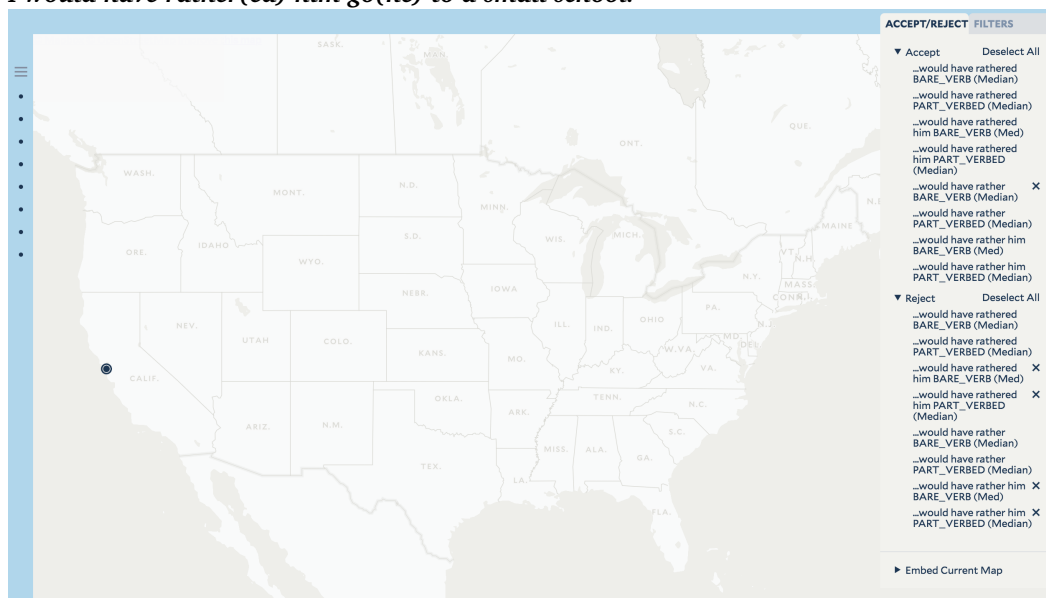 I would have rather(ed) him go(ne) to a small school.
ACCEPT/REJECT FILTERS
▼ Accept Deselect All
...would have rathered
BARE_VERB (Median)
...would have rathered
PART_VERBED (Median)
...would have rathered
him BARE_VERB (Med)
...would have rathered
him PART_VERBED
(Median)
...would have rather ✕
BARE_VERB (Median)
...would have rather
PART_VERBED (Median)
...would have rather him
BARE_VERB (Med)
...would have rather him
PART_VERBED (Median)
▼ Reject Deselect All
...would have rathered
BARE_VERB (Median)
...would have rathered
PART_VERBED (Median)
...would have rathered ✕
him BARE_VERB (Med)
...would have rathered ✕
him PART_VERBED
(Median)
...would have rather
BARE_VERB (Median)
...would have rather
PART_VERBED (Median)
...would have rather him ✕
BARE_VERB (Med)
...would have rather him ✕
PART_VERBED (Median)
▶ Embed Current Map
SASK.
MAN.
ONT.
QUE.
WASH.
MONT.
N.D.
MINN.
MAINE
ORE.
IDAHO
S.D.
WIS.
MICH.
VT.
N.H.
WYO.
N.Y.
MASS.
CONN.
R.I.
NEBR.
IOWA
PA.
NEV.
UTAH
COLO.
ILL.
IND.
OHIO
MD.
DEL.
CALIF.
KANS.
MO.
W.VA.
VA.
KY.
ARIZ.
N.M.
OKLA.
ARK.
TENN.
N.C.
S.C.
TEX.
MISS.
ALA.
GA.
LA.
FLA.